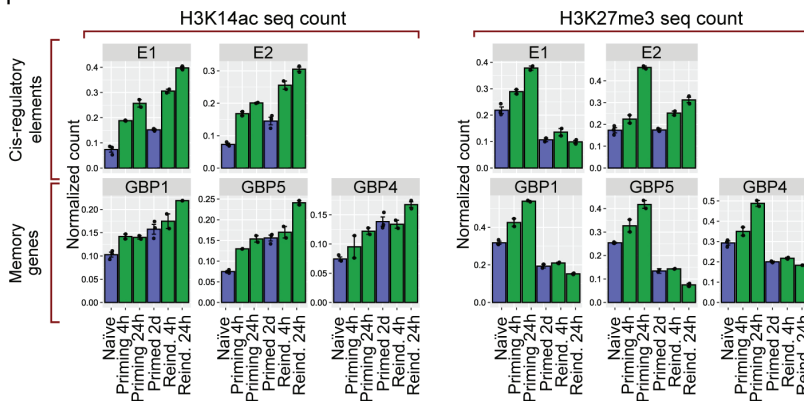 H3K14ac seq count
H3K27me3 seq count
Cis-regulatory
elements
Memory
genes
Normalized count
E1
0.4
0.3
0.2
0.1
0.0
E2
0.3
0.2
0.1
0.0
GBP1
0.20
0.15
0.10
0.05
0.00
GBP5
0.25
0.20
0.15
0.10
0.05
0.00
GBP4
0.15
0.10
0.05
0.00
Naïve
Priming 4h
Priming 24h
Primed 2d
Reind. 4h
Reind. 24h
Naïve
Priming 4h
Priming 24h
Primed 2d
Reind. 4h
Reind. 24h
Naïve
Priming 4h
Priming 24h
Primed 2d
Reind. 4h
Reind. 24h
Normalized count
E1
0.4
0.3
0.2
0.1
0.0
E2
0.4
0.2
0.0
GBP1
0.4
0.2
0.0
GBP5
0.5
0.4
0.3
0.2
0.1
0.0
GBP4
0.5
0.4
0.3
0.2
0.1
0.0
Naïve
Priming 4h
Priming 24h
Primed 2d
Reind. 4h
Reind. 24h
Naïve
Priming 4h
Priming 24h
Primed 2d
Reind. 4h
Reind. 24h
Naïve
Priming 4h
Priming 24h
Primed 2d
Reind. 4h
Reind. 24h